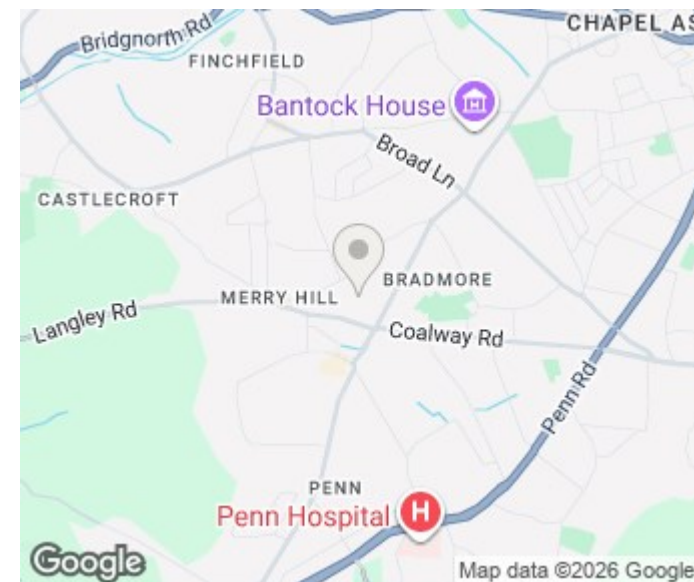 CHAPEL AS
Bridgnorth Rd
FINCHFIELD
Bantock House
Broad Ln
CASTLECROFT
BRADMORE
MERRY HILL
Langley Rd
Coalway Rd
Penn Rd
PENN
Penn Hospital
H
Google
Map data ©2026 Google